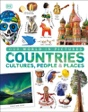 OUR WORLD IN PICTURES
COUNTRIES
CULTURES, PEOPLE & PLACES